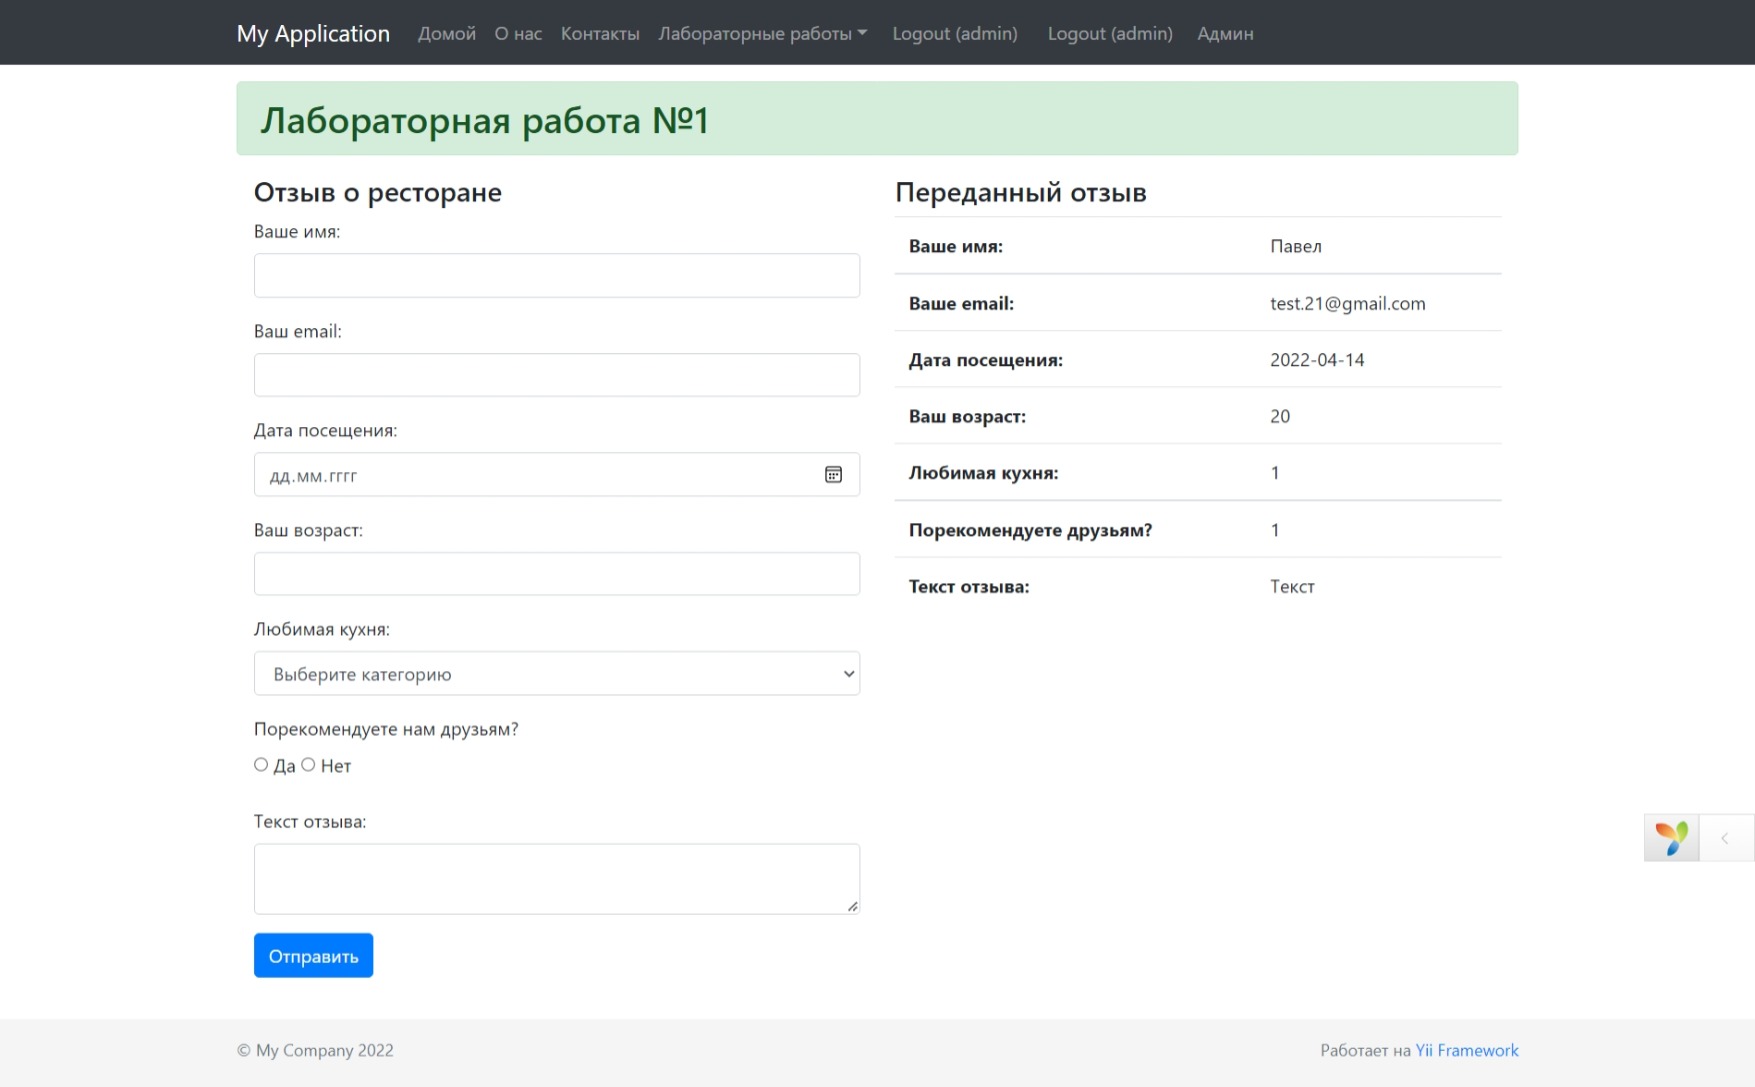 My Application Домой О нас Контакты Лабораторные работы Logout (admin) Logout (admin) Админ
Лабораторная работа №1
Отзыв о ресторане
Ваше имя:
Ваш email:
Дата посещения:
дд.мм.гггг
Ваш возраст:
Любимая кухня:
Выберите категорию
Порекомендуете нам друзьям?
Да Нет
Текст отзыва:
Отправить
Переданный отзыв
Ваше имя: Павел
Ваше email: test.21@gmail.com
Дата посещения: 2022-04-14
Ваш возраст: 20
Любимая кухня: 1
Порекомендуете друзьям? 1
Текст отзыва: Текст
© My Company 2022
Работает на Yii Framework